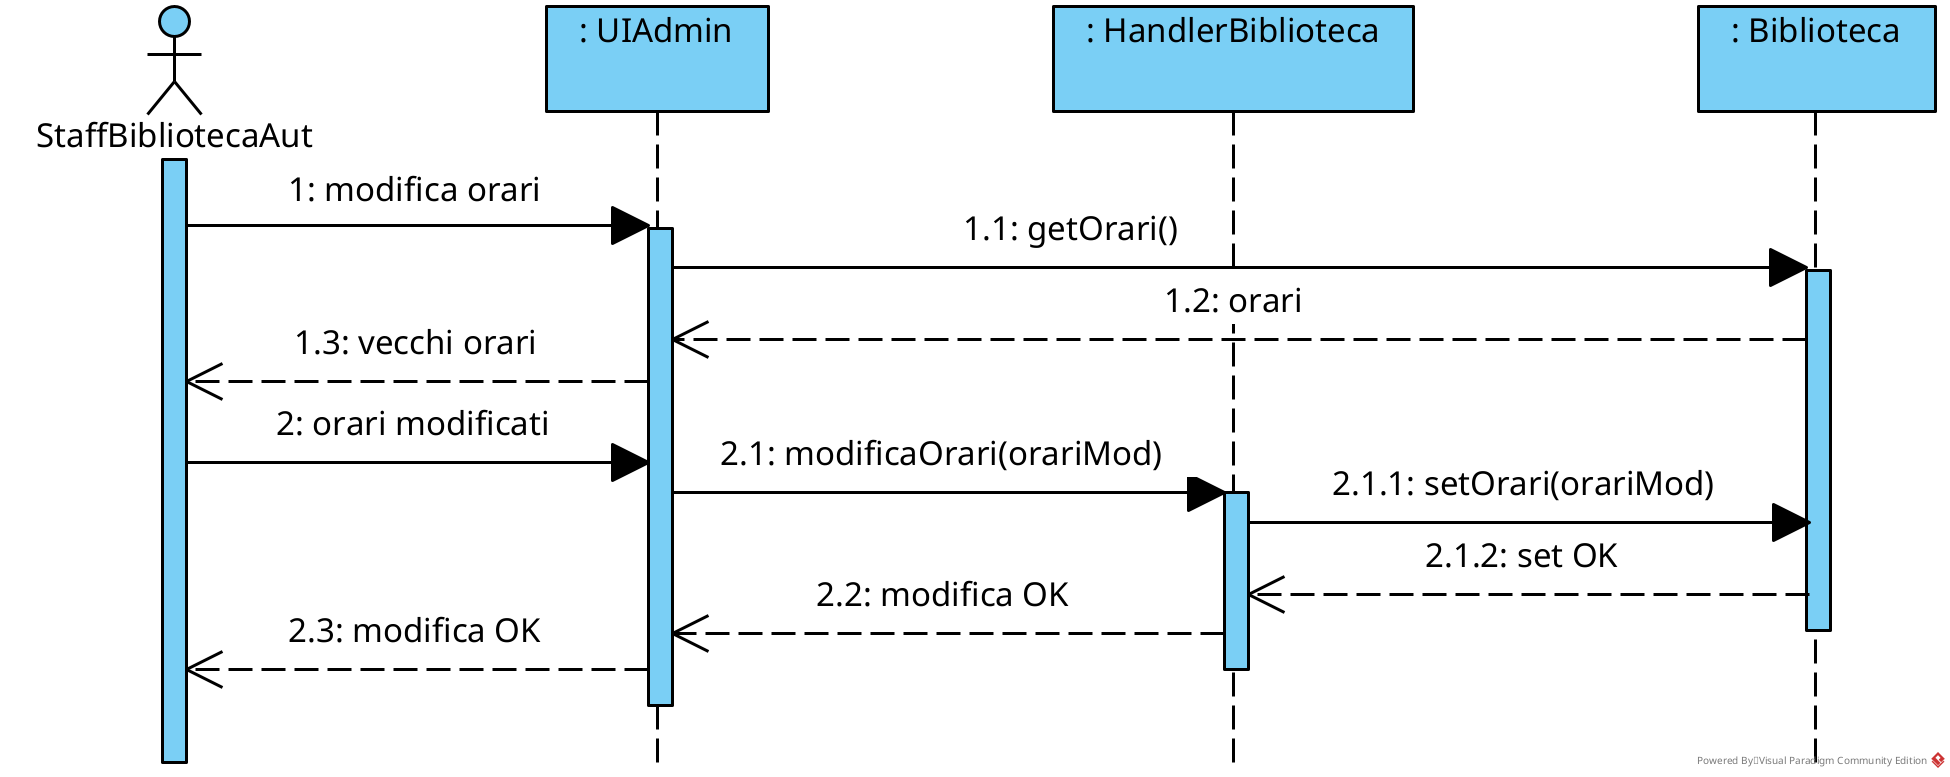 : UIAdmin
: HandlerBiblioteca
: Biblioteca
StaffBibliotecaAut
1: modifica orari
1.1: getOrari()
1.2: orari
1.3: vecchi orari
2: orari modificati
2.1: modificaOrari(orariMod)
2.1.1: setOrari(orariMod)
2.1.2: set OK
2.2: modifica OK
2.3: modifica OK
Powered By Visual Paradigm Community Edition